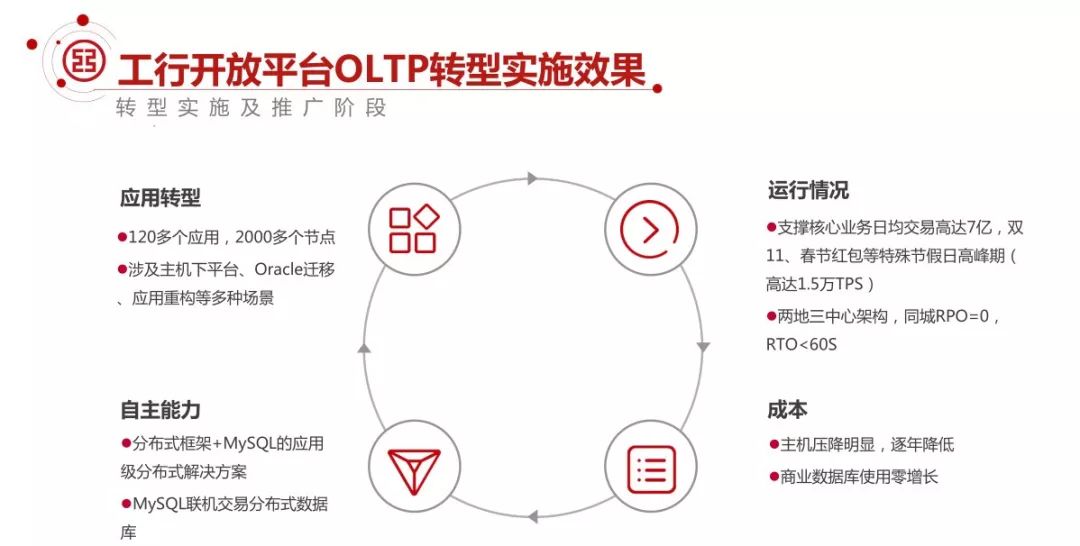 工行开放平台OLTP转型实施效果
转型实施及推广阶段
应用转型
●120多个应用，2000多个节点
●涉及主机下平台、Oracle迁移
、应用重构等多种场景
运行情况
●支撑核心业务日均交易高达7亿，双
11、春节红包等特殊节假日高峰期（
高达1.5万TPS）
●两地三中心架构，同城RPO=0，
RTO<60S
自主能力
●分布式框架+MySQL的应用
级分布式解决方案
●MySQL联机交易分布式数据
库
成本
●主机压降明显，逐年降低
●商业数据库使用零增长